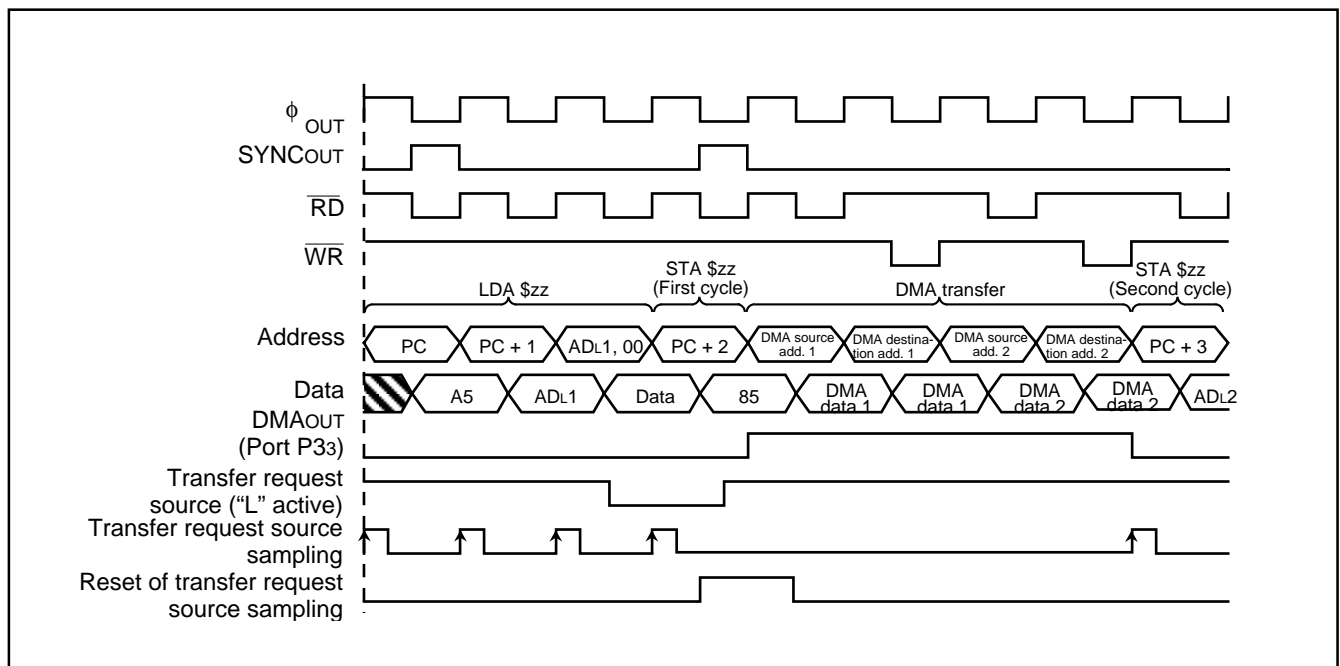 ϕ OUT
SYNCOUT
RD
WR
LDA $zz
STA $zz
(First cycle)
DMA transfer
STA $zz
(Second cycle)
Address
PC
PC + 1
ADL1, 00
PC + 2
DMA source
add. 1
DMA destina-
tion add. 1
DMA source
add. 2
DMA destina-
tion add. 2
PC + 3
Data
A5
ADL1
Data
85
DMA
data 1
DMA
data 1
DMA
data 2
DMA
data 2
ADL2
DMAOUT
(Port P33)
Transfer request
source (“L” active)
Transfer request source
sampling
Reset of transfer request
source sampling